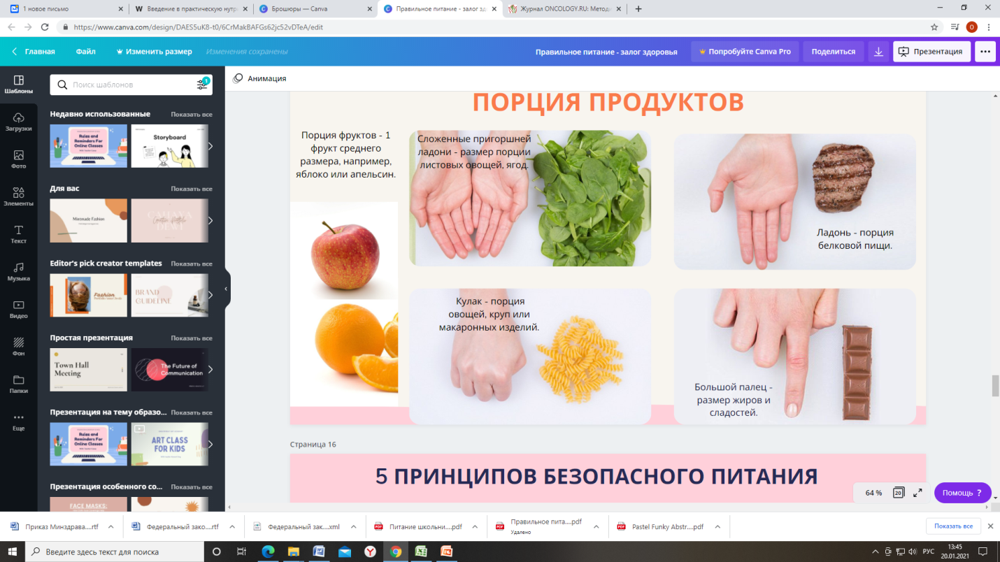 1 новое письмо
Введение в практическую нутр
Брошюры — Canva
Правильное питание - залог зд
Журнал ONCOLOGY.RU: Методи
https://www.canva.com/design/DAES5uK8-t0/6CrMakBAFGs62jc52vDTeA/edit
О
Главная
Файл
Изменить размер
Изменения сохранены
Правильное питание - залог здоровья
Попробуйте Canva Pro
Поделиться
Презентация
Шаблоны
Загрузки
Фото
Элементы
Текст
Музыка
Видео
Фон
Папки
Еще
Поиск шаблонов
1
Недавно использованные
Показать все
Rules and
Reminders For
Online Classes
Storyboard
Для вас
Показать все
Minimade Fashion
CAHAYA
DEWI
Editor's pick creator templates
Показать все
Fashion
BRAND
GUIDELINE
Простая презентация
Показать все
Town Hall
Meeting
The Future of
Communication
Презентация на тему образо...
Показать все
Rules and
Reminders For
Online Classes
ART CLASS
FOR KIDS
Презентация особенного со...
Показать все
FACE MASKS:
Анимация
ПОРЦИЯ ПРОДУКТОВ
Порция фруктов - 1
фрукт среднего
размера, например,
яблоко или апельсин.
Сложенные пригоршней
ладони - размер порции
листовых овощей, ягод.
Ладонь - порция
белковой пищи.
Кулак - порция
овощей, круп или
макаронных изделий.
Большой палец -
размер жиров и
сладостей.
Страница 16
5 ПРИНЦИПОВ БЕЗОПАСНОГО ПИТАНИЯ
64 %
20
Помощь ?
Приказ Минздрава....rtf
Федеральный зако....rtf
Федеральный зак....xml
Питание школьни....pdf
Правильное пита....pdf
Удалено
Pastel Funky Abstr....pdf
Показать все
Введите здесь текст для поиска
РУС
13:45
20.01.2021